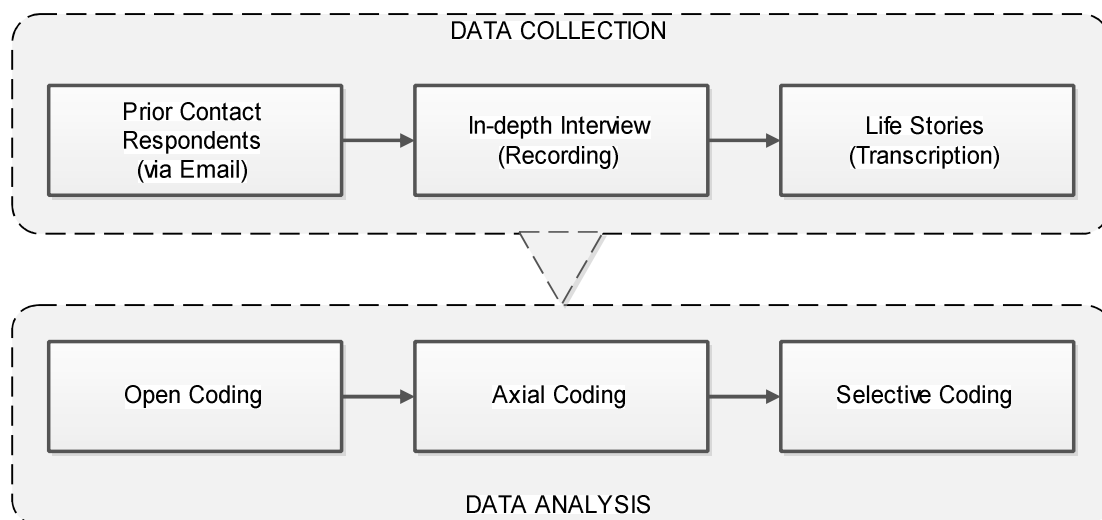 DATA COLLECTION
Prior Contact
Respondents
(via Email)
In-depth Interview
(Recording)
Life Stories
(Transcription)
Open Coding
Axial Coding
Selective Coding
DATA ANALYSIS